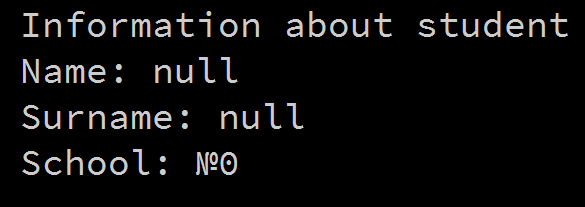 Information about student
Name: null
Surname: null
School: №0